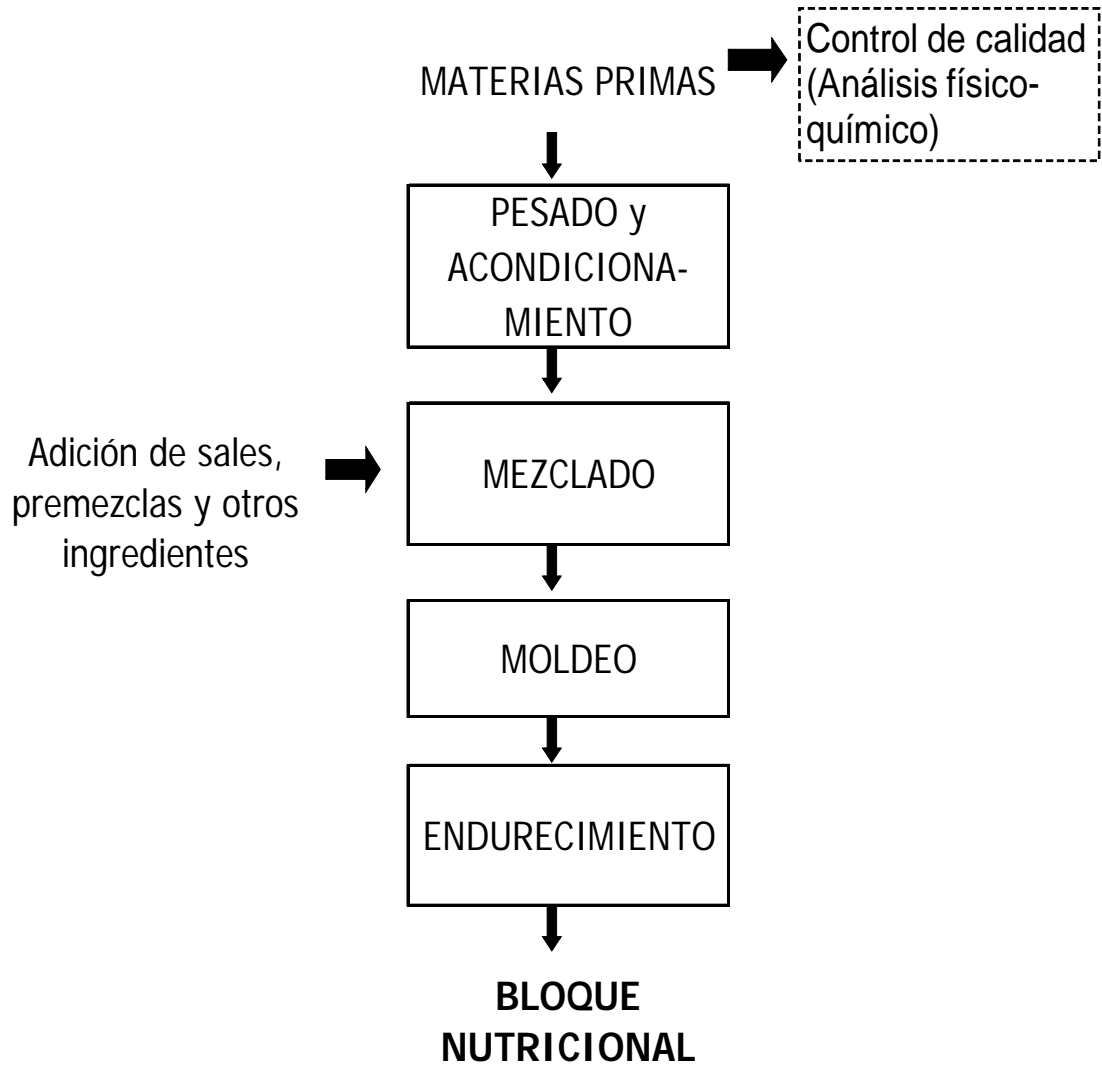 MATERIAS PRIMAS
Control de calidad
(Análisis físico-
químico)
PESADO y
ACONDICIONA-
MIENTO
Adición de sales,
premezclas y otros
ingredientes
MEZCLADO
MOLDEO
ENDURECIMIENTO
BLOQUE
NUTRICIONAL